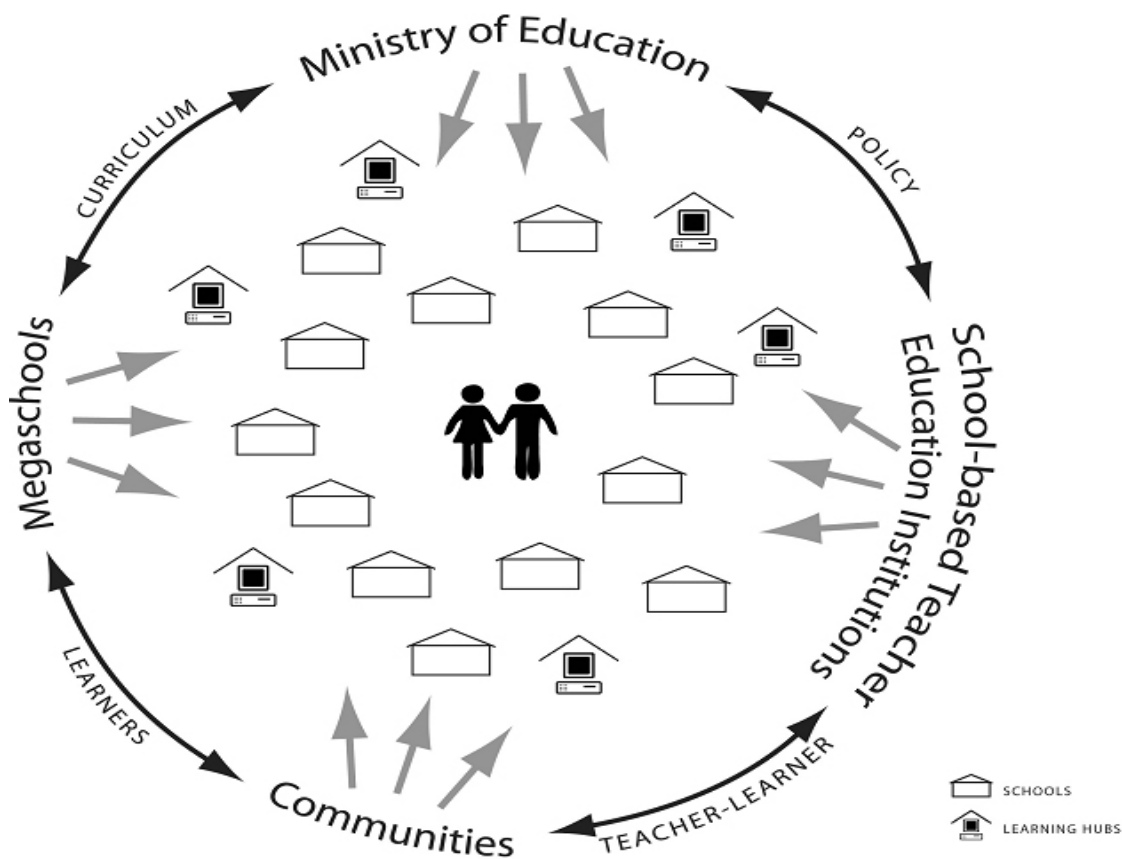 Ministry of Education
CURRICULUM
POLICY
Megaschools
School-based Teacher
Education Institutions
LEARNERS
TEACHER-LEARNER
Communities
SCHOOLS
LEARNING HUBS